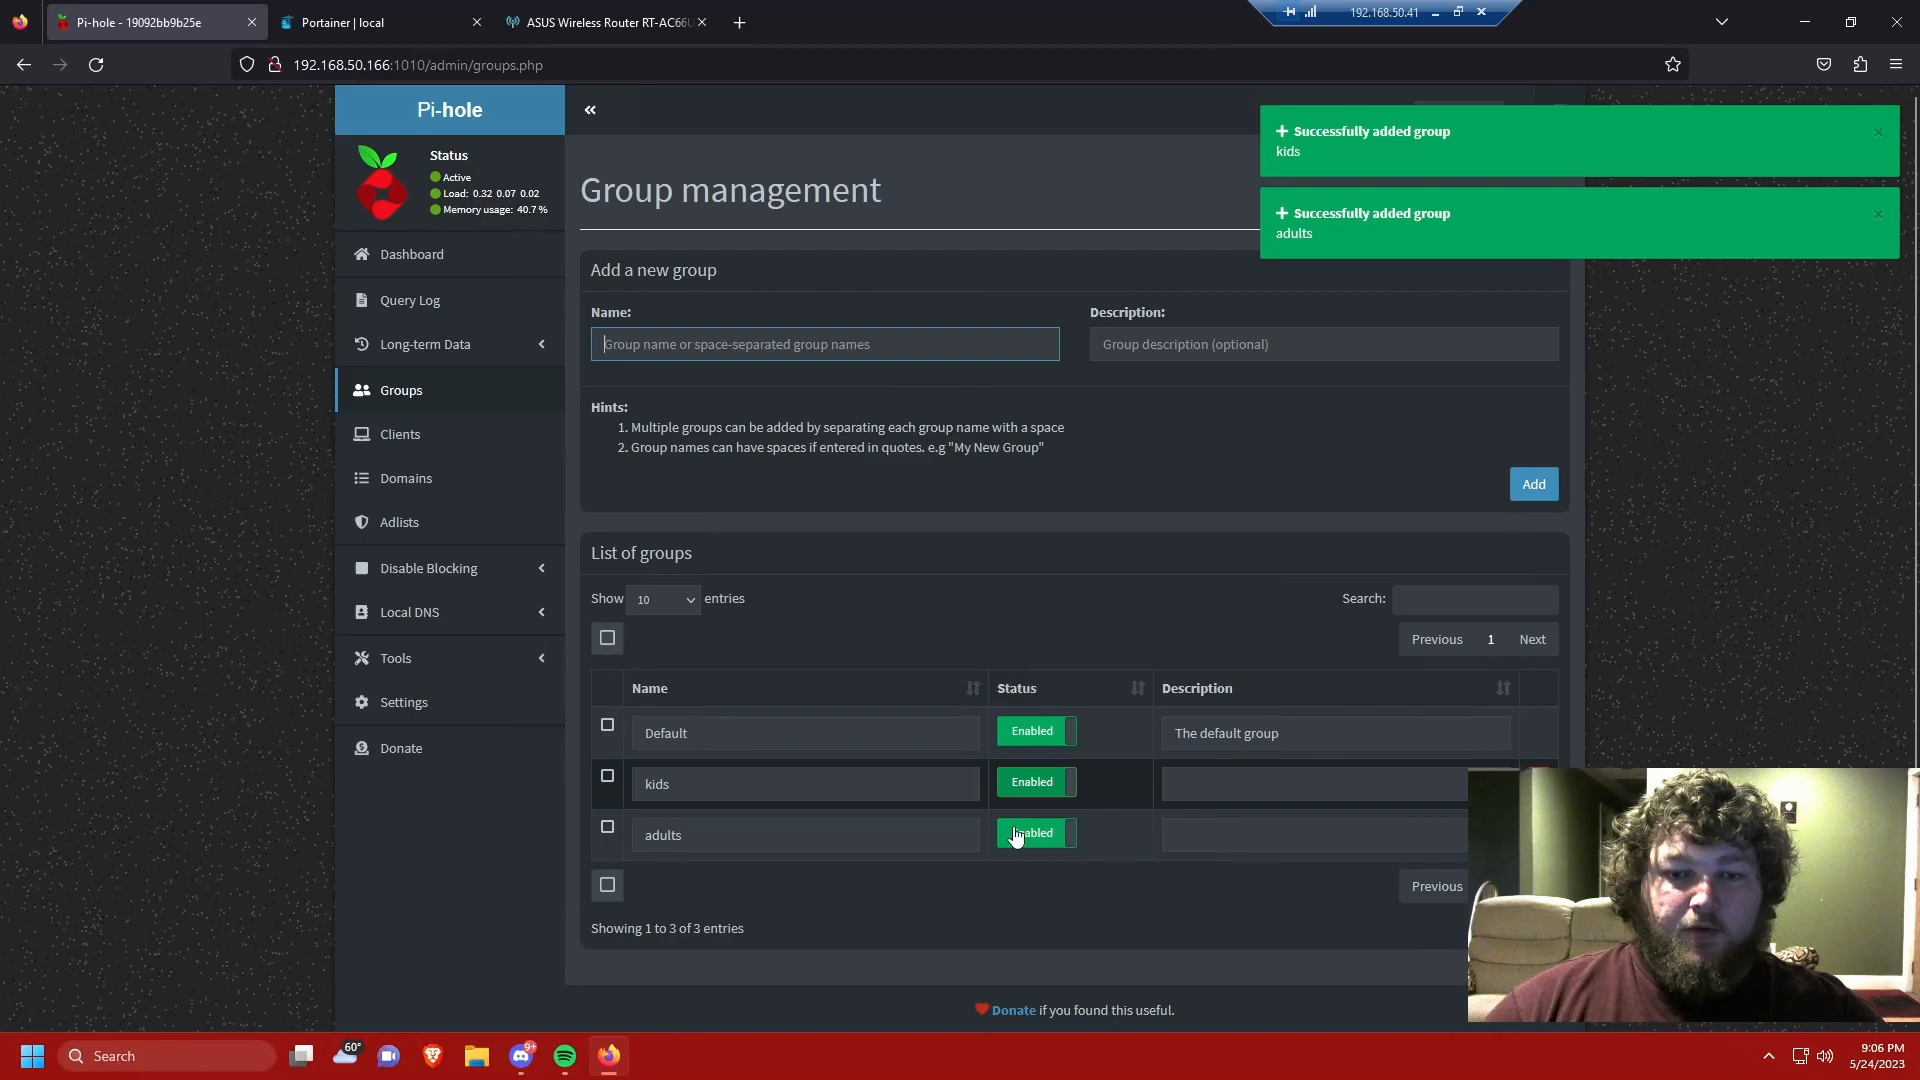 Pi-hole - 19092bb9b25e
Portainer | local
ASUS Wireless Router RT-AC66U
192.168.50.41
192.168.50.166:1010/admin/groups.php
Pi-hole
Status
Active
Load: 0.32 0.07 0.02
Memory usage: 40.7 %
Dashboard
Query Log
Long-term Data
Groups
Clients
Domains
Adlists
Disable Blocking
Local DNS
Tools
Settings
Donate
Group management
Successfully added group
kids
Successfully added group
adults
Add a new group
Name:
Description:
Group name or space-separated group names
Group description (optional)
Hints:
1. Multiple groups can be added by separating each group name with a space
2. Group names can have spaces if entered in quotes. e.g "My New Group"
Add
List of groups
Show 10 entries
Search:
Previous 1 Next
Name Status Description
Default Enabled The default group
kids Enabled
adults
Previous
Showing 1 to 3 of 3 entries
Donate if you found this useful.
Search
60°
9+
9:06 PM
5/24/2023